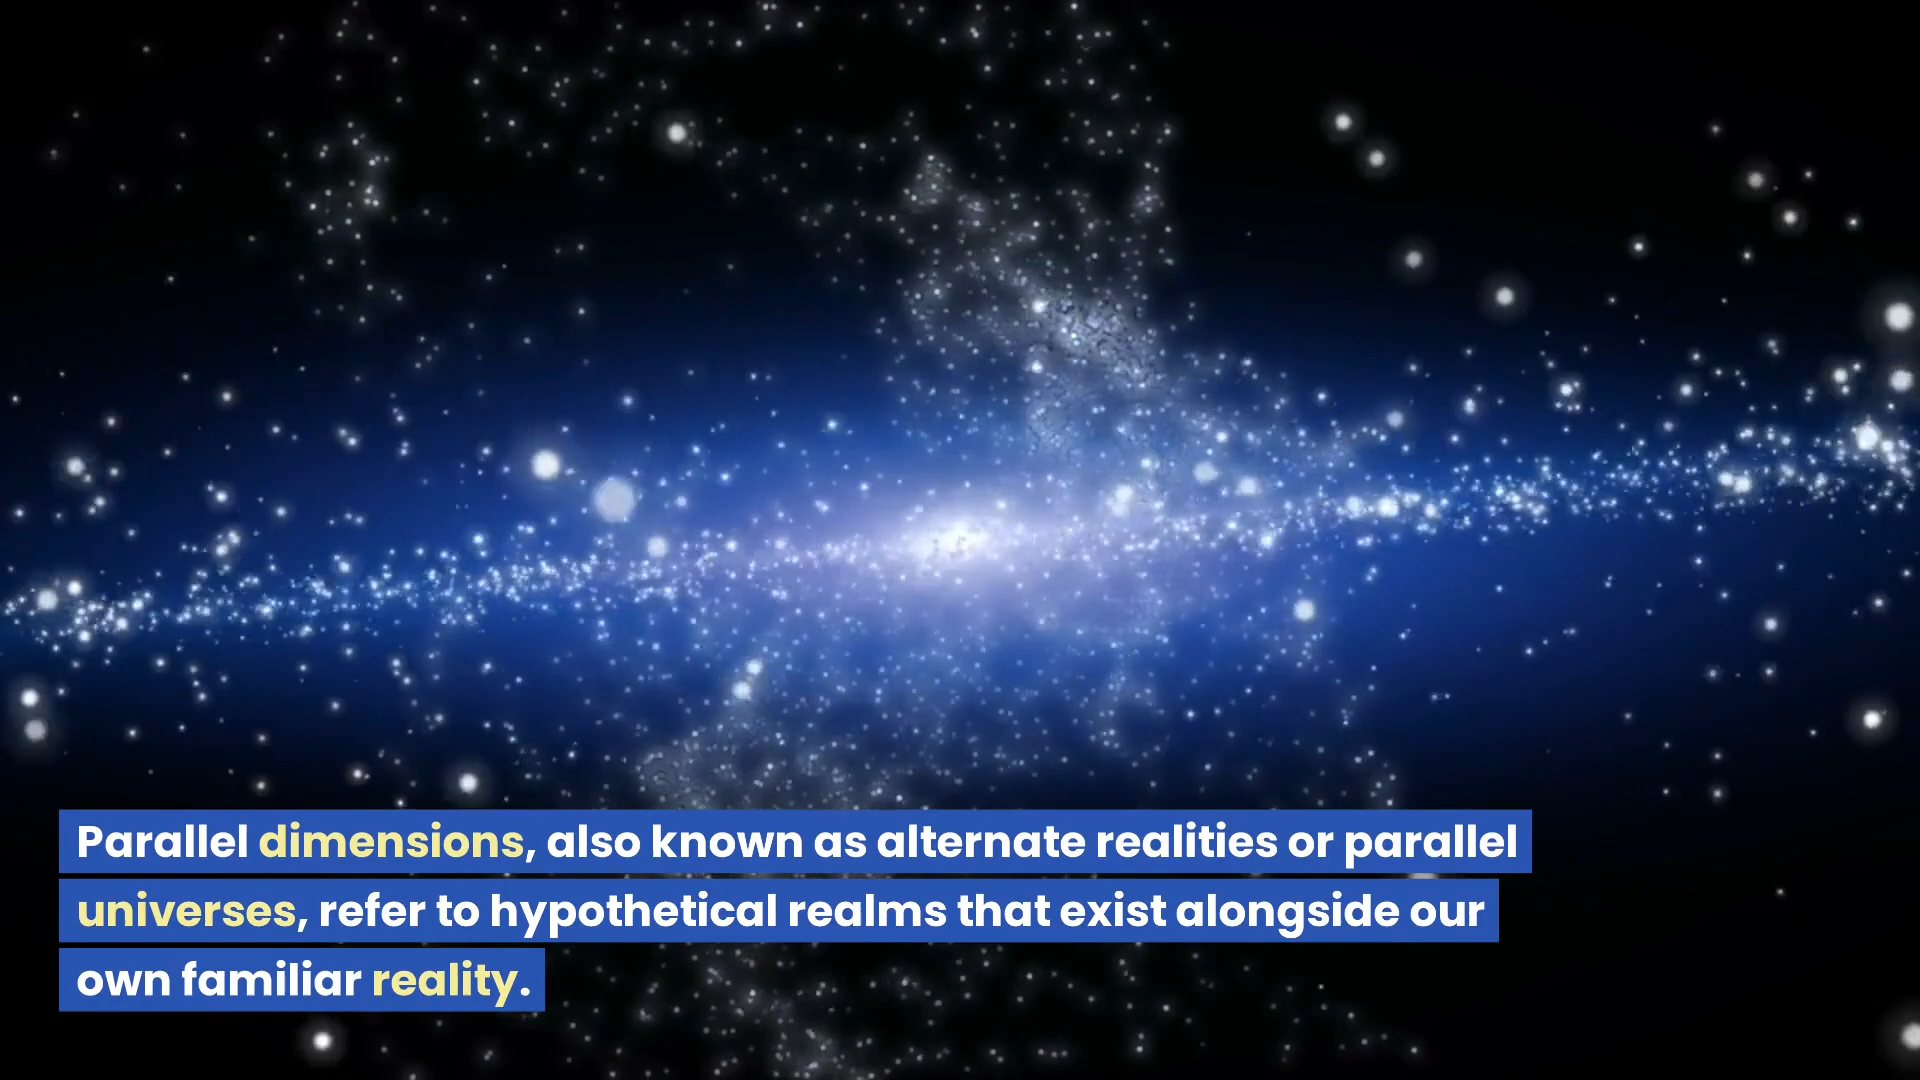 Parallel dimensions, also known as alternate realities or parallel
universes, refer to hypothetical realms that exist alongside our
own familiar reality.